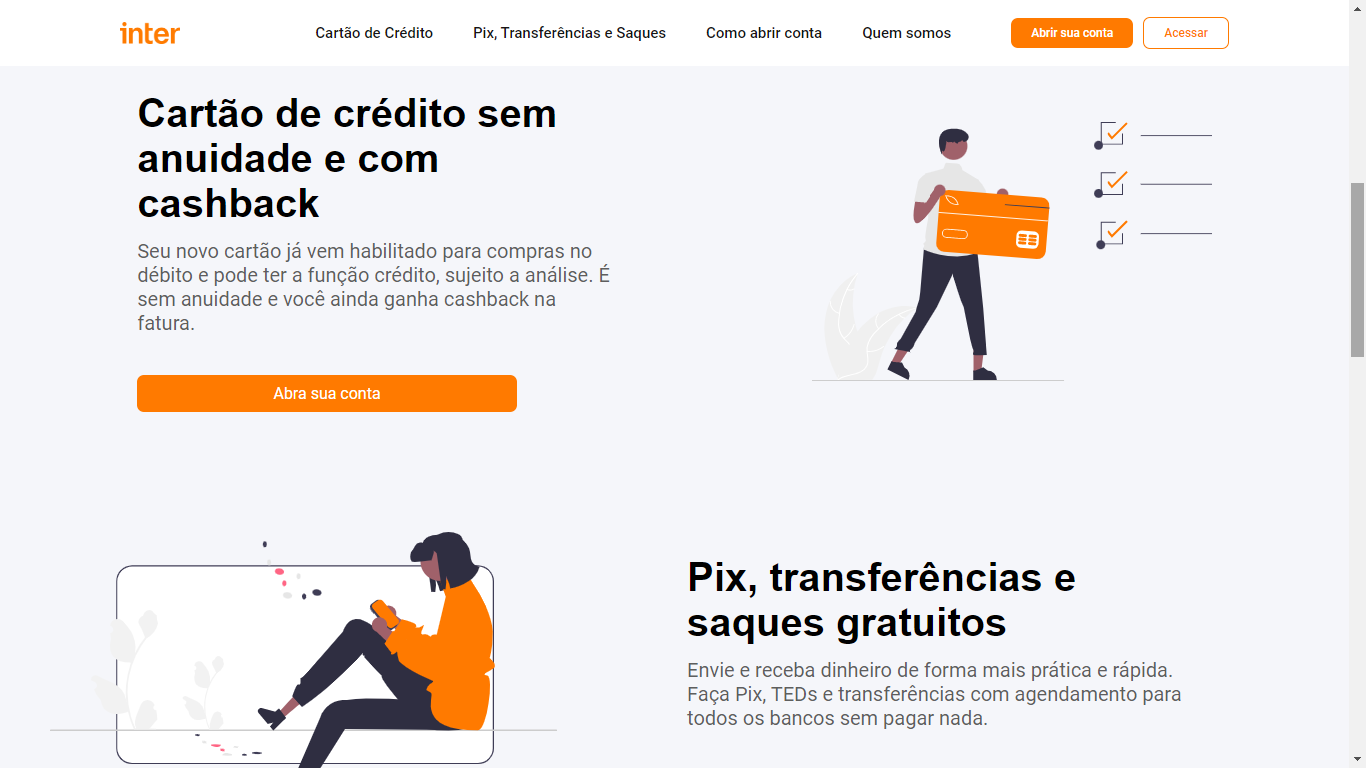 inter
Cartão de Crédito
Pix, Transferências e Saques
Como abrir conta
Quem somos
Abrir sua conta
Acessar
Cartão de crédito sem
anuidade e com
cashback
Seu novo cartão já vem habilitado para compras no
débito e pode ter a função crédito, sujeito a análise. É
sem anuidade e você ainda ganha cashback na
fatura.
Abra sua conta
Pix, transferências e
saques gratuitos
Envie e receba dinheiro de forma mais prática e rápida.
Faça Pix, TEDs e transferências com agendamento para
todos os bancos sem pagar nada.